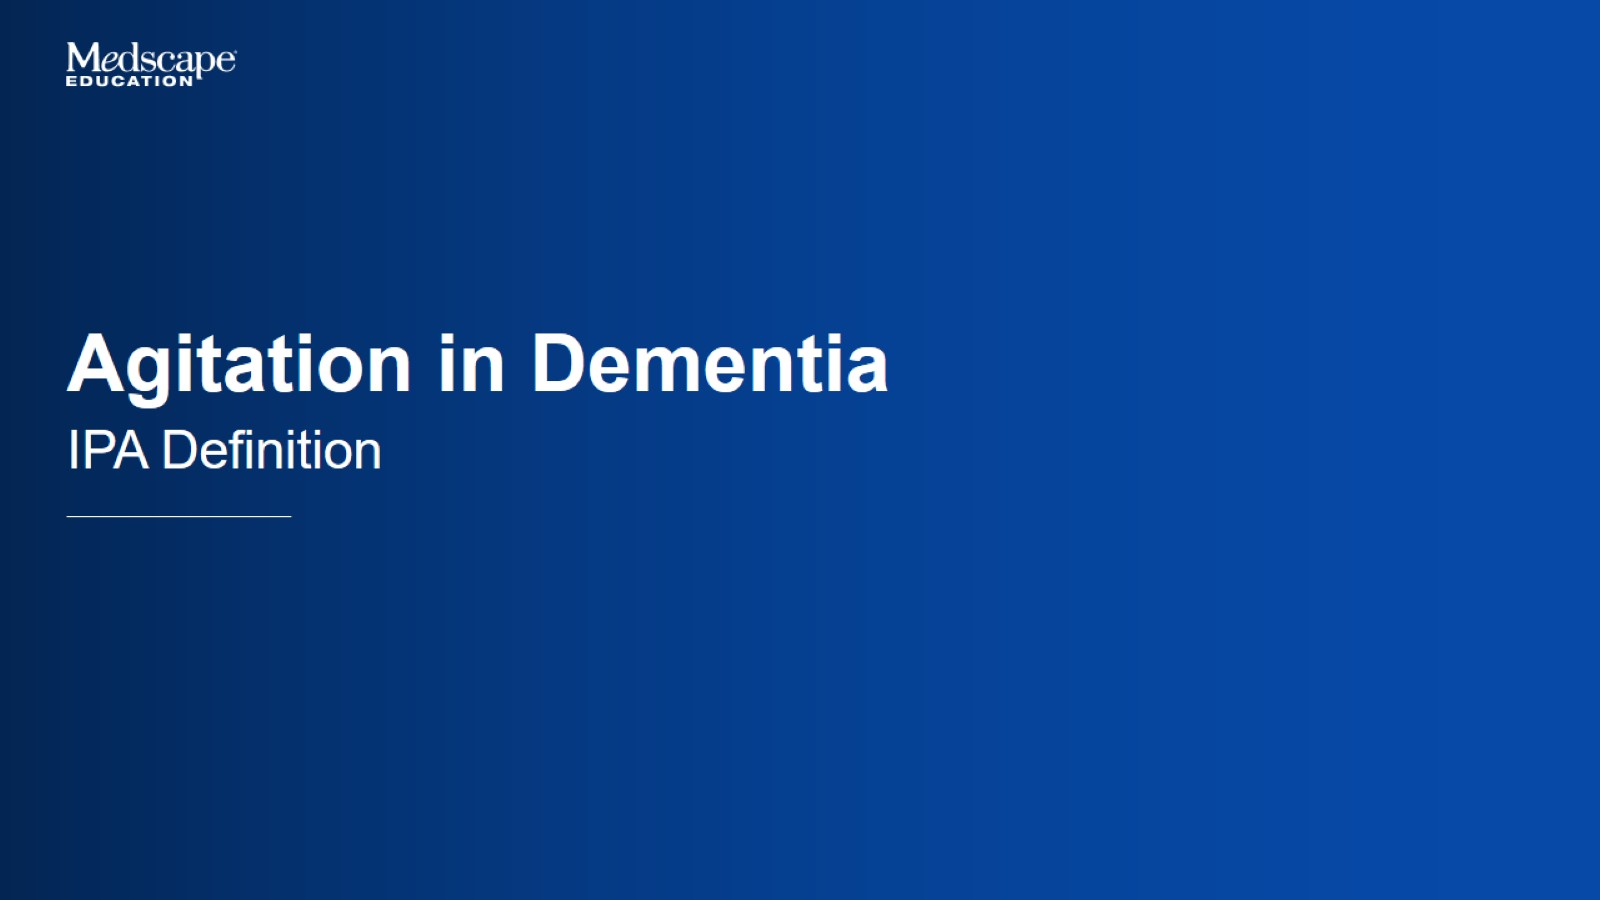 Medscape
EDUCATION
Agitation in Dementia
IPA Definition